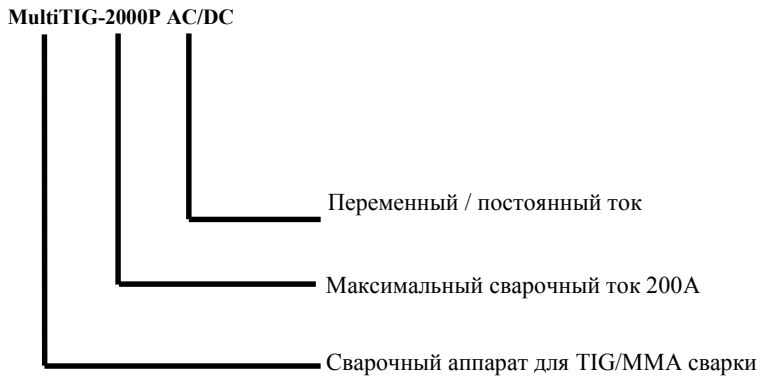 MultiTIG-2000P AC/DC
Переменный / постоянный ток
Максимальный сварочный ток 200А
Сварочный аппарат для TIG/MMA сварки